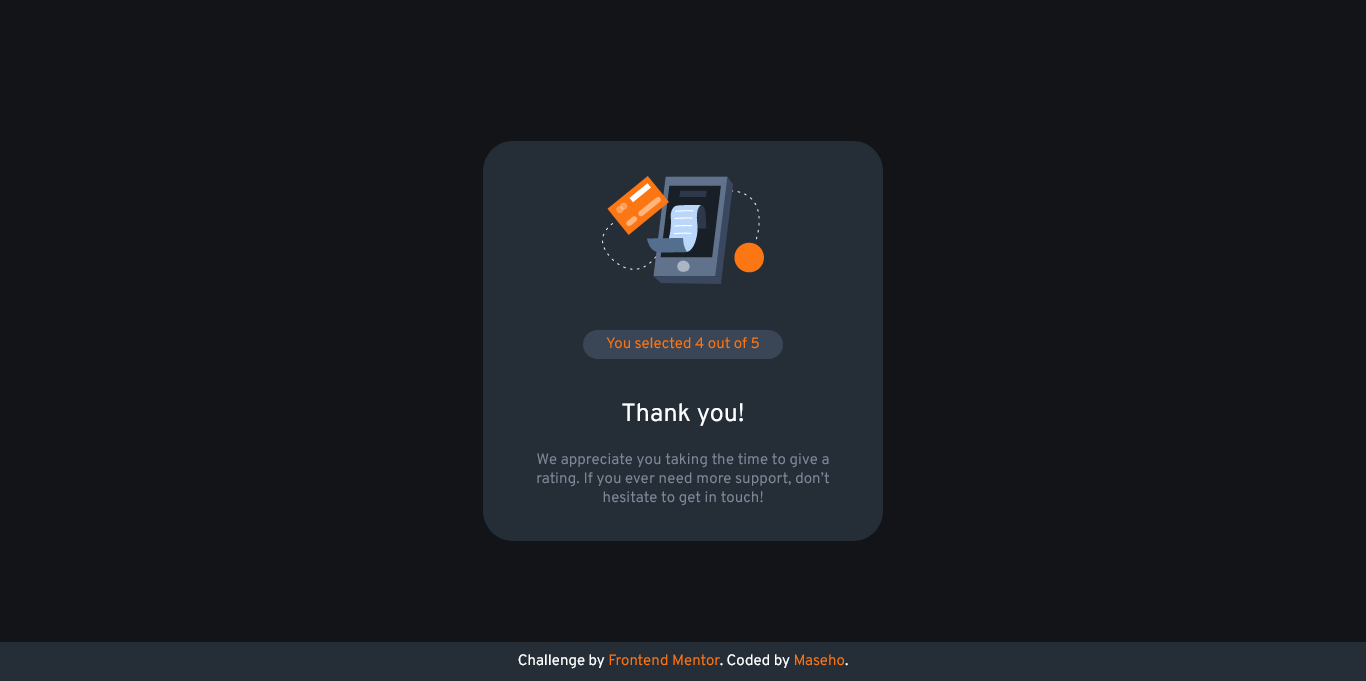 You selected 4 out of 5
Thank you!
We appreciate you taking the time to give a
rating. If you ever need more support, don’t
hesitate to get in touch!
Challenge by Frontend Mentor. Coded by Maseho.